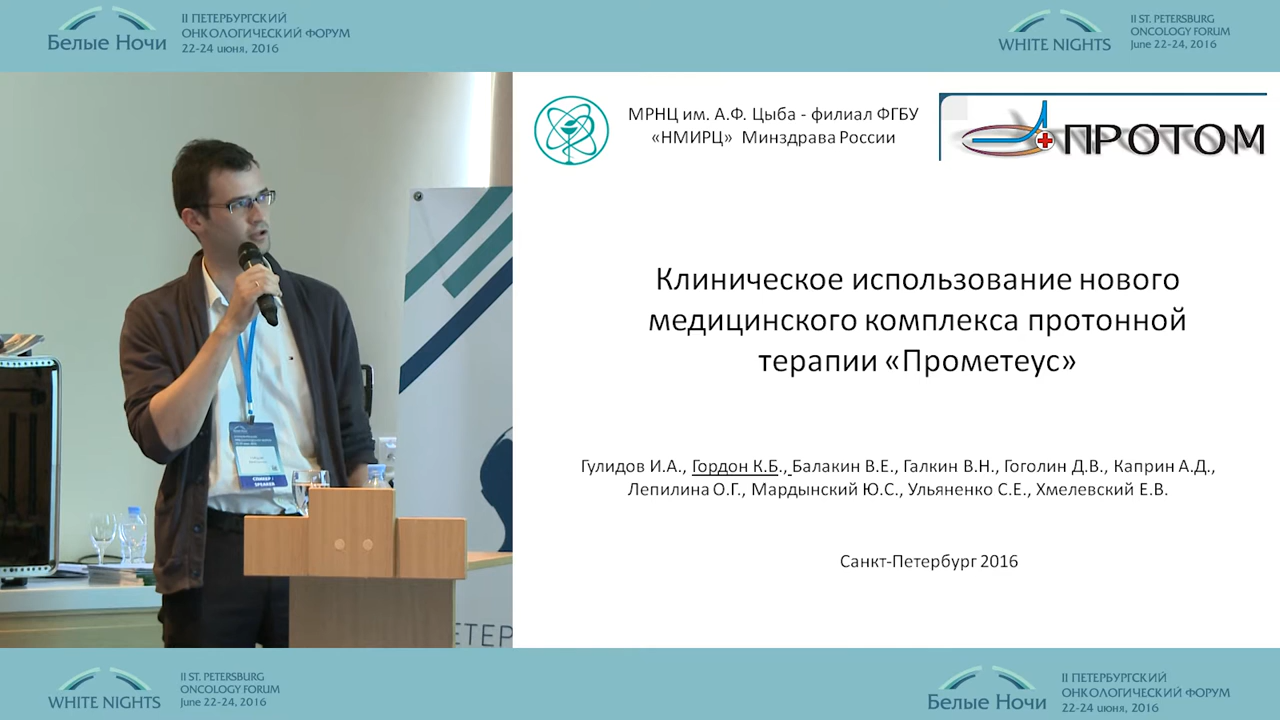 Белые Ночи
II ПЕТЕРБУРГСКИЙ
ОНКОЛОГИЧЕСКИЙ ФОРУМ
22-24 июня, 2016
WHITE NIGHTS
II ST. PETERSBURG
ONCOLOGY FORUM
June 22-24, 2016
МРНЦ им. А.Ф. Цыба - филиал ФГБУ
«НМИРЦ» Минздрава России
ПРОТОМ
Клиническое использование нового
медицинского комплекса протонной
терапии «Прометеус»
Гулидов И.А., Гордон К.Б., Балакин В.Е., Галкин В.Н., Гоголин Д.В., Каприн А.Д.,
Лепилина О.Г., Мардынский Ю.С., Ульяненко С.Е., Хмелевский Е.В.
Санкт-Петербург 2016
СПИКЕР /
SPEAKER
ЕТЕР
WHITE NIGHTS
II ST. PETERSBURG
ONCOLOGY FORUM
June 22-24, 2016
Белые Ночи
II ПЕТЕРБУРГСКИЙ
ОНКОЛОГИЧЕСКИЙ ФОРУМ
22-24 июня, 2016